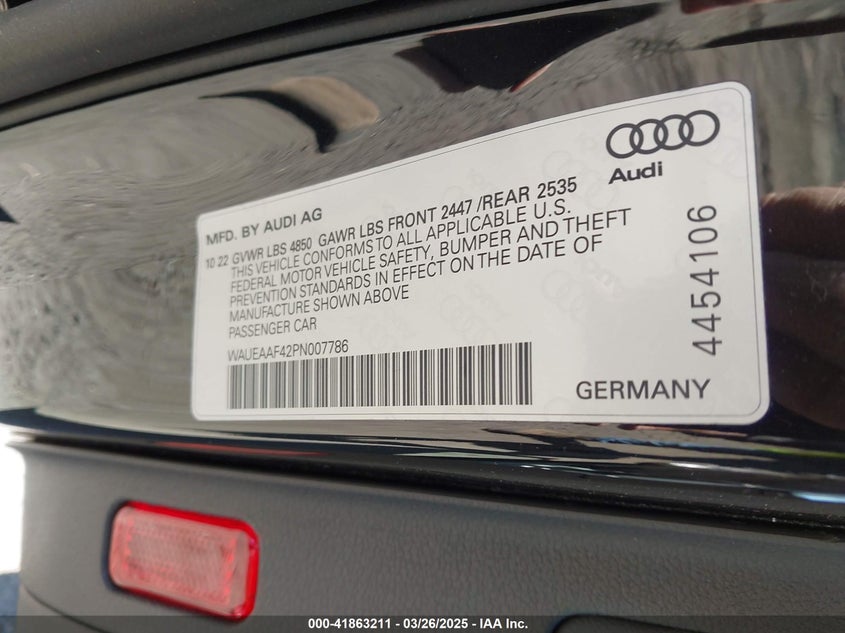 Audi
MFD. BY AUDI AG
10 22 GVWR LBS 4850 GAWR LBS FRONT 2447 /REAR 2535
THIS VEHICLE CONFORMS TO ALL APPLICABLE U.S.
FEDERAL MOTOR VEHICLE SAFETY, BUMPER AND THEFT
PREVENTION STANDARDS IN EFFECT ON THE DATE OF
MANUFACTURE SHOWN ABOVE
PASSENGER CAR
WAUEAAF42PN007786
GERMANY
4454106
000-41863211 - 03/26/2025 - IAA Inc.